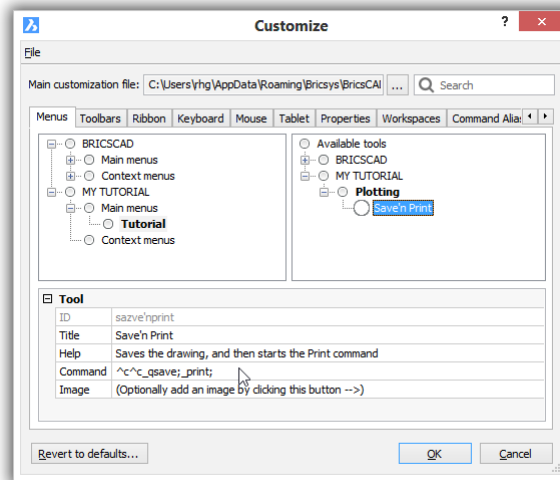 Customize
?
File
Main customization file: C:\Users\rhg\AppData\Roaming\Bricsys\BricsCAI ... Search
Menus Toolbars Ribbon Keyboard Mouse Tablet Properties Workspaces Command Alia:
BRICSCAD
Main menus
Context menus
MY TUTORIAL
Main menus
Tutorial
Context menus
Available tools
BRICSCAD
MY TUTORIAL
Plotting
Save'n Print
Tool
ID sazve'nprint
Title Save'n Print
Help Saves the drawing, and then starts the Print command
Command ^c^c_qsave;_print;
Image (Optionally add an image by clicking this button -->)
Revert to defaults... OK Cancel